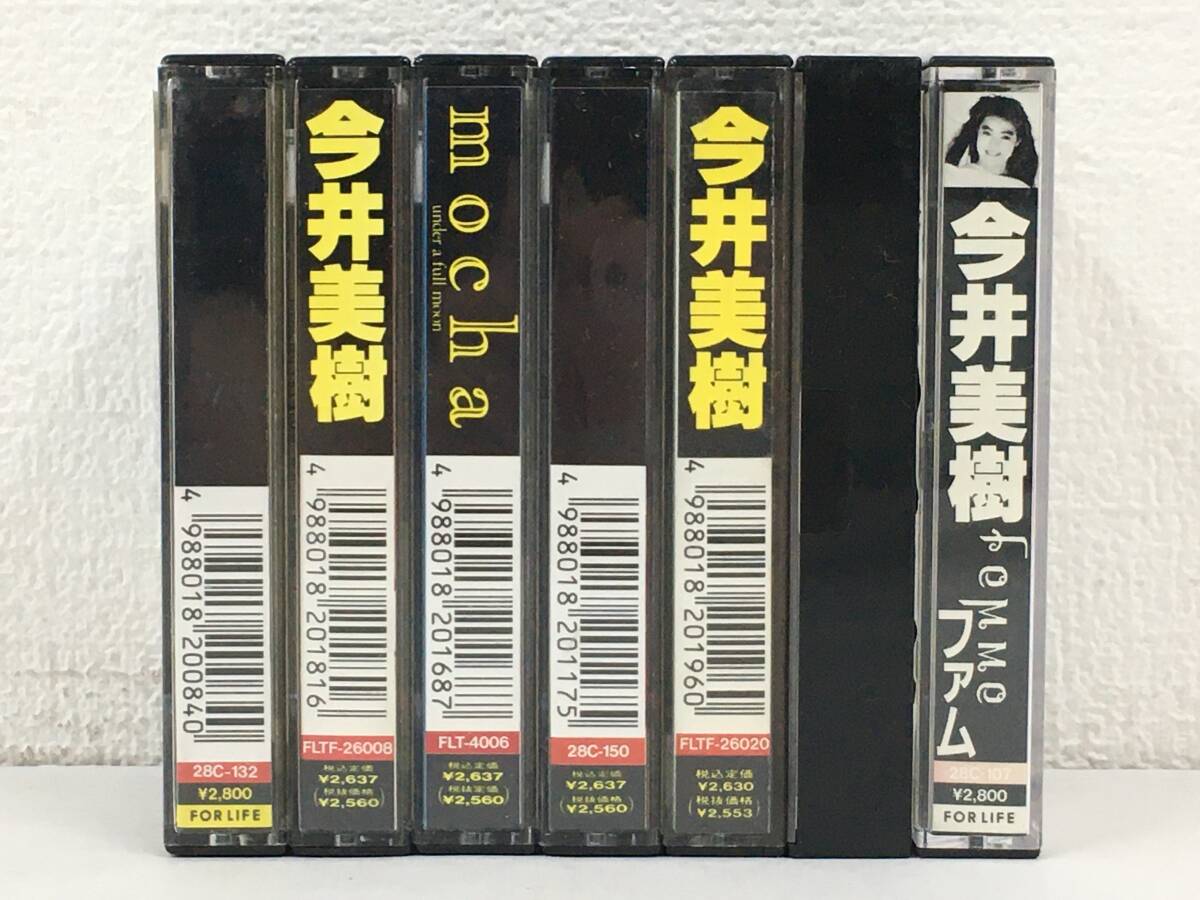 4 988018 200840
28C-132
¥2,800
FOR LIFE
今井美樹
4 988018 201816
FLTF-26008
税込定価
¥2,637
(税抜価格 ¥2,560)
mocha
under a full moon
4 988018 201687
FLT-4006
税込定価
¥2,637
(税抜定価 ¥2,560)
4 988018 201175
28C-150
税込定価
¥2,637
(税抜価格 ¥2,560)
今井美樹
4 988018 201960
FLTF-26020
税込定価
¥2,630
(税抜価格 ¥2,553)
今井美樹
femme
ファム
28C-107
¥2,800
FOR LIFE